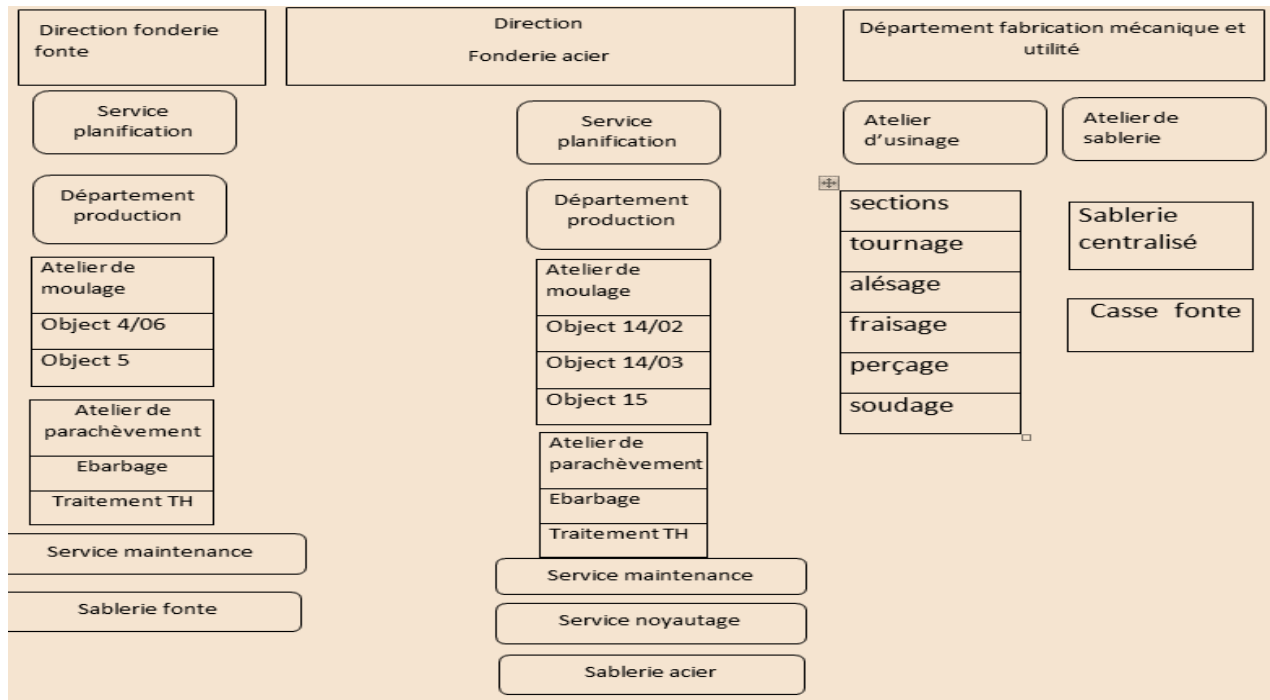 Direction fonderie
fonte
Service
planification
Département
production
Atelier de
moulage
Object 4/06
Object 5
Atelier de
parachèvement
Ebarbage
Traitement TH
Service maintenance
Sablerie fonte
Direction
Fonderie acier
Service
planification
Département
production
Atelier de
moulage
Object 14/02
Object 14/03
Object 15
Atelier de
parachèvement
Ebarbage
Traitement TH
Service maintenance
Service noyautage
Sablerie acier
Département fabrication mécanique et
utilité
Atelier
d'usinage
sections
tournage
alésage
fraisage
perçage
soudage
Atelier de
sablerie
Sablerie
centralisé
Casse fonte